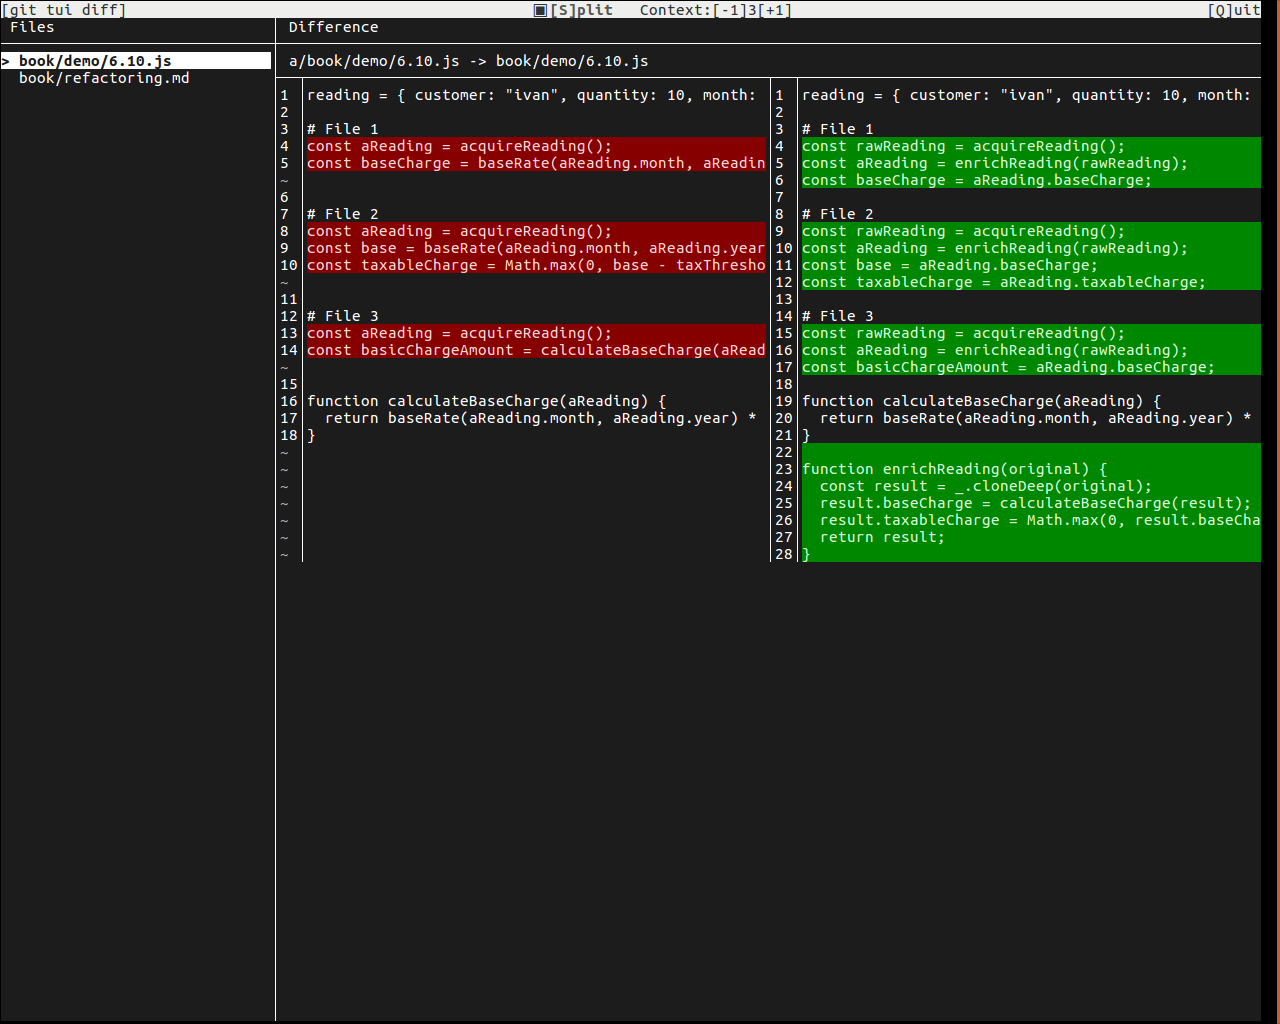 [git tui diff] ▣[S]plit Context:[-1]3[+1] [Q]uit
Files
> book/demo/6.10.js
book/refactoring.md
Difference
a/book/demo/6.10.js -> book/demo/6.10.js
1 reading = { customer: "ivan", quantity: 10, month:
2
3 # File 1
4 const aReading = acquireReading();
5 const baseCharge = baseRate(aReading.month, aReadin
~
6
7 # File 2
8 const aReading = acquireReading();
9 const base = baseRate(aReading.month, aReading.year
10 const taxableCharge = Math.max(0, base - taxThresho
~
11
12 # File 3
13 const aReading = acquireReading();
14 const basicChargeAmount = calculateBaseCharge(aRead
~
15
16 function calculateBaseCharge(aReading) {
17   return baseRate(aReading.month, aReading.year) *
18 }
~
~
~
~
~
~
~
1 reading = { customer: "ivan", quantity: 10, month:
2
3 # File 1
4 const rawReading = acquireReading();
5 const aReading = enrichReading(rawReading);
6 const baseCharge = aReading.baseCharge;
7
8 # File 2
9 const rawReading = acquireReading();
10 const aReading = enrichReading(rawReading);
11 const base = aReading.baseCharge;
12 const taxableCharge = aReading.taxableCharge;
13
14 # File 3
15 const rawReading = acquireReading();
16 const aReading = enrichReading(rawReading);
17 const basicChargeAmount = aReading.baseCharge;
18
19 function calculateBaseCharge(aReading) {
20   return baseRate(aReading.month, aReading.year) *
21 }
22
23 function enrichReading(original) {
24   const result = _.cloneDeep(original);
25   result.baseCharge = calculateBaseCharge(result);
26   result.taxableCharge = Math.max(0, result.baseCha
27   return result;
28 }